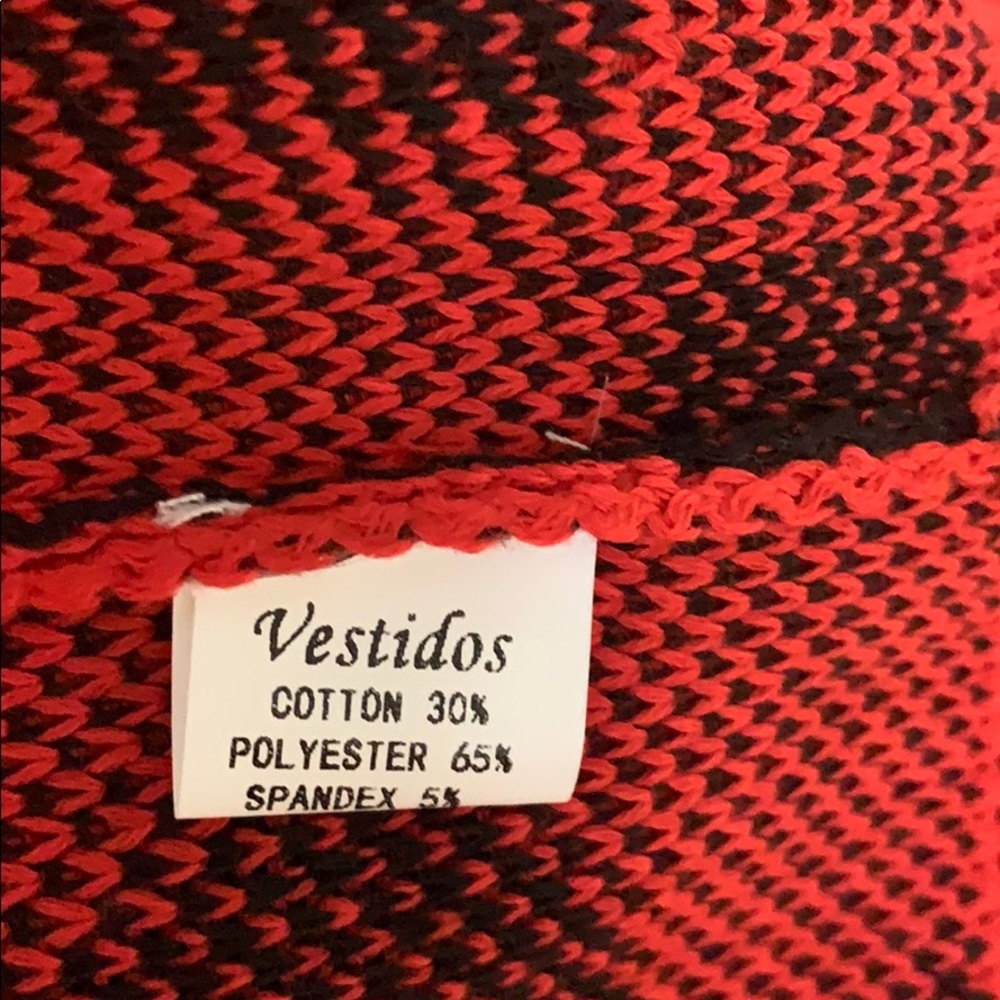 Vestidos
COTTON 30%
POLYESTER 65%
SPANDEX 5%